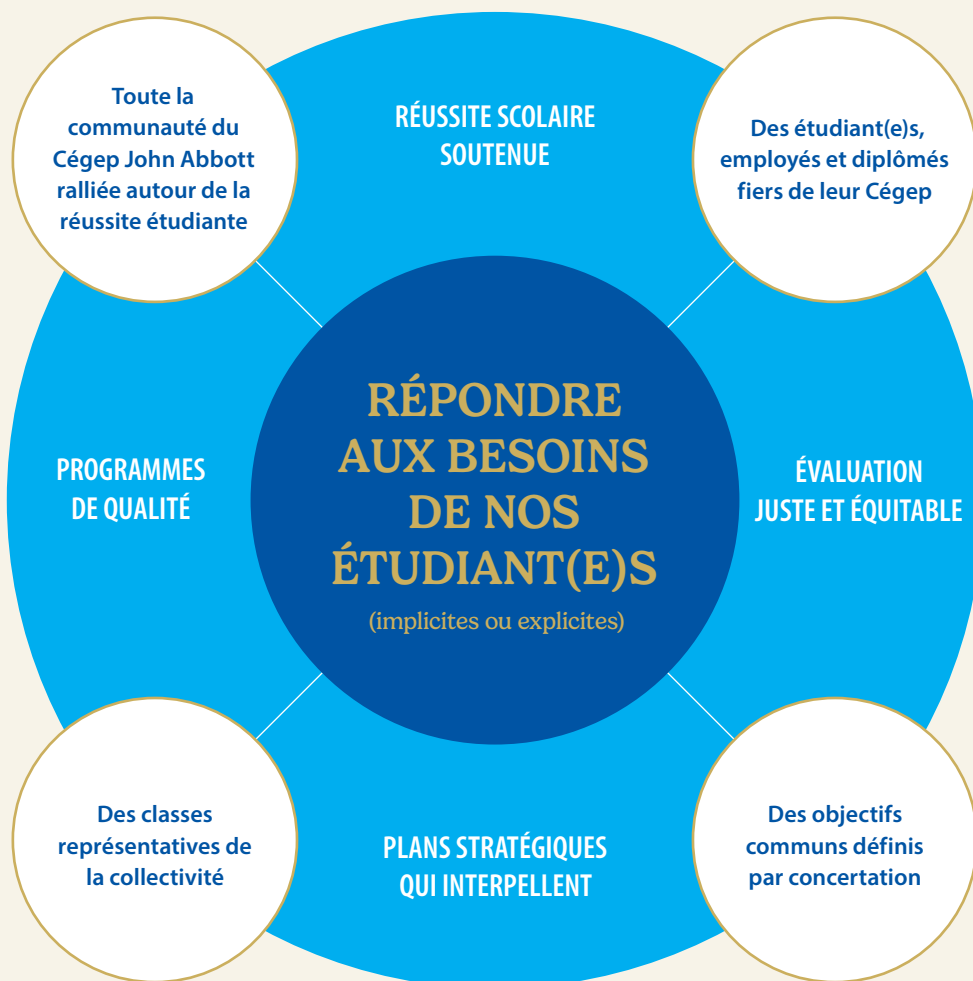 Toute la
communauté du
Cégep John Abbott
ralliée autour de la
réussite étudiante
RÉUSSITE SCOLAIRE
SOUTENUE
Des étudiant(e)s,
employés et diplômés
fiers de leur Cégep
PROGRAMMES
DE QUALITÉ
RÉPONDRE
AUX BESOINS
DE NOS
ÉTUDIANT(E)S
(implicites ou explicites)
ÉVALUATION
JUSTE ET ÉQUITABLE
Des classes
représentatives de
la collectivité
PLANS STRATÉGIQUES
QUI INTERPELLENT
Des objectifs
communs définis
par concertation